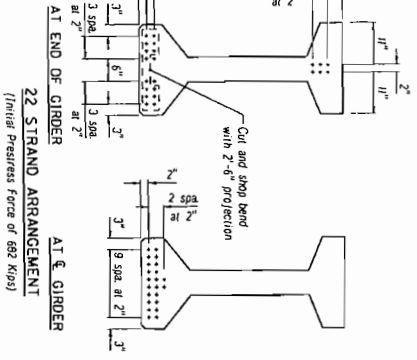 at 2"
11"
2"
11"
Cut and shop bend
with 2'-6" projection
3"
3 spa.
at 2"
6"
3 spa.
at 2"
3"
AT END OF GIRDER
2"
2 spa
at 2"
3"
9 spa. at 2"
3"
AT ℄ GIRDER
22 STRAND ARRANGEMENT
(Initial Prestress Force of 682 Kips)